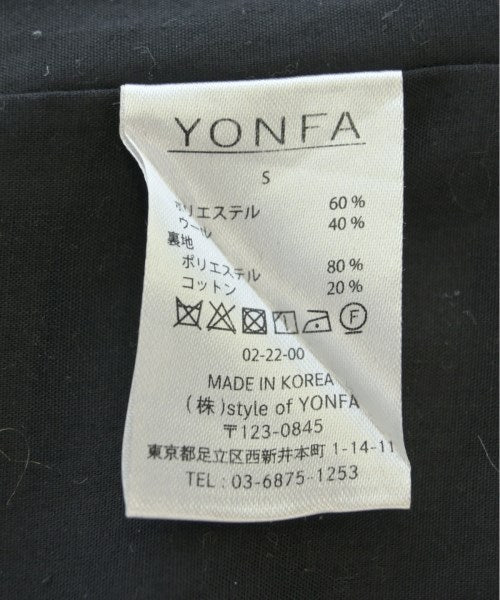 YONFA
S
ポリエステル 60 %
ウール 40 %
裏地
ポリエステル 80 %
コットン 20 %
F
02-22-00
MADE IN KOREA
(株)style of YONFA
〒123-0845
東京都足立区西新井本町 1-14-11
TEL : 03-6875-1253